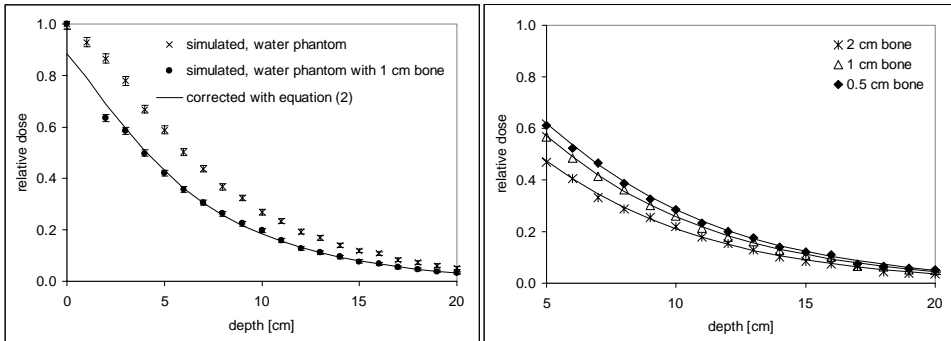 1.0
0.8
0.6
0.4
0.2
0.0
relative dose
0
5
10
15
20
depth [cm]
simulated, water phantom
simulated, water phantom with 1 cm bone
corrected with equation (2)
1.0
0.8
0.6
0.4
0.2
0.0
relative dose
5
10
15
20
depth [cm]
2 cm bone
1 cm bone
0.5 cm bone